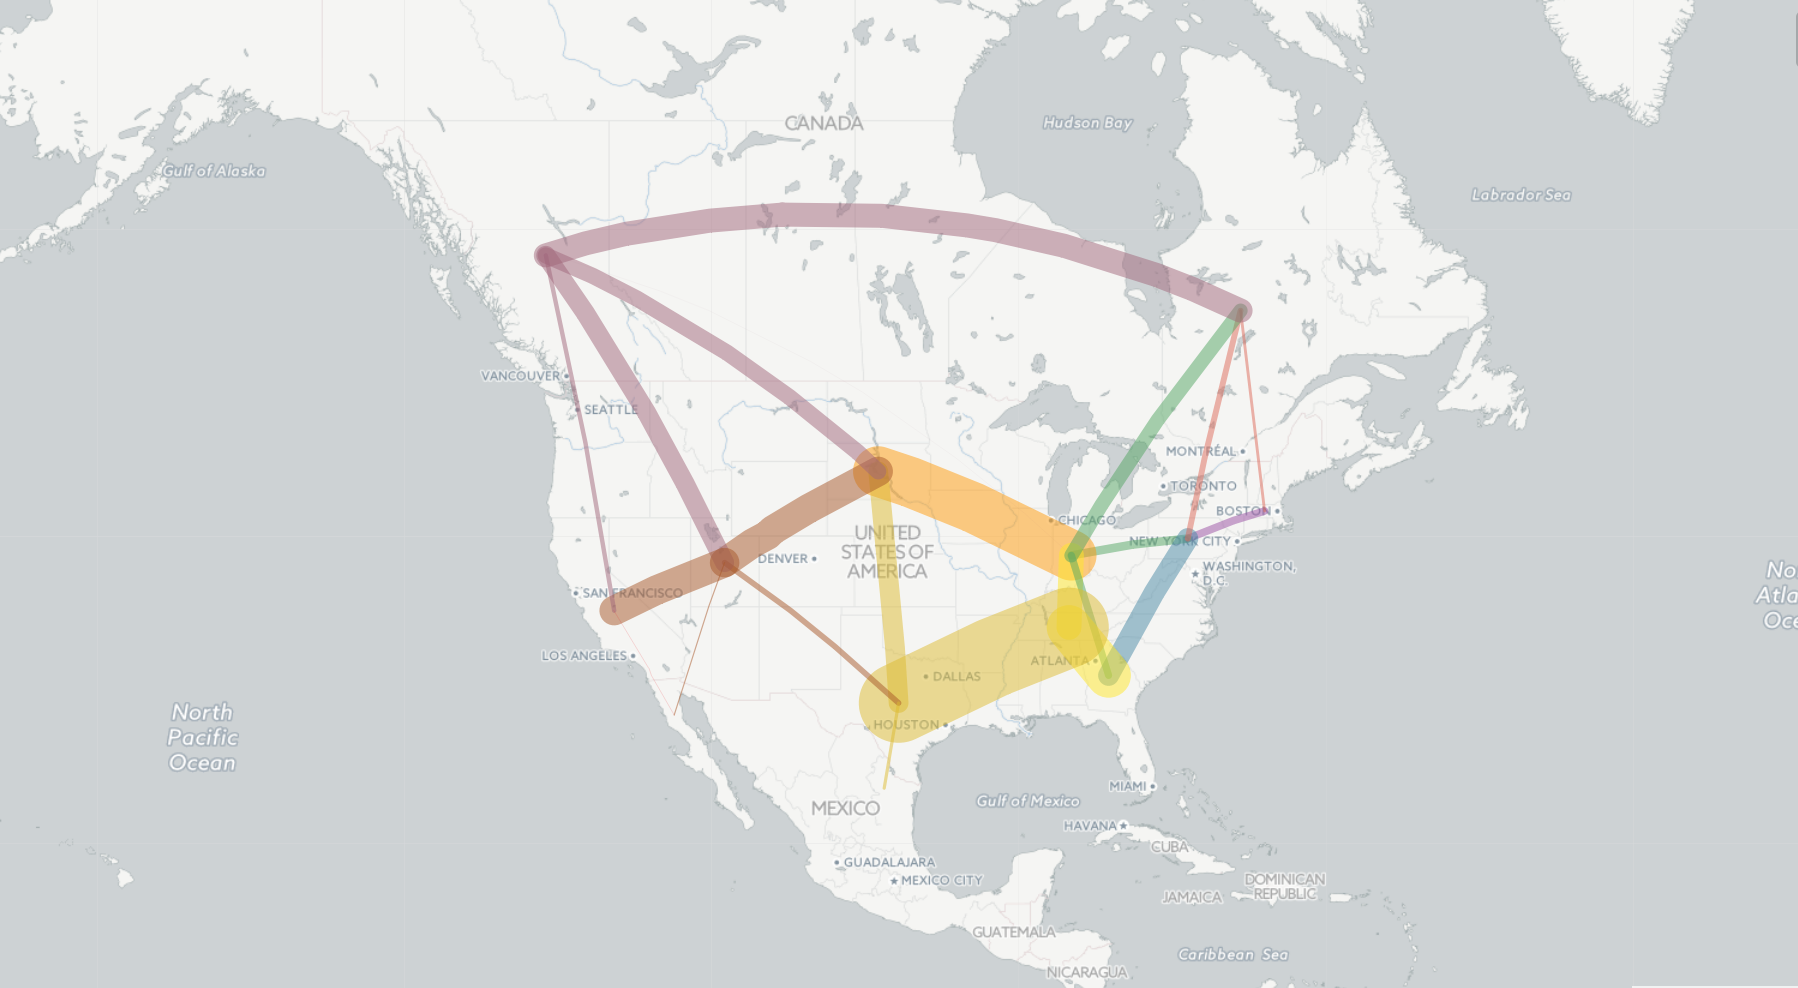 CANADA
Hudson Bay
Gulf of Alaska
Labrador Sea
VANCOUVER
SEATTLE
MONTRÉAL
TORONTO
BOSTON
CHICAGO
NEW YORK CITY
UNITED
STATES OF
AMERICA
DENVER
WASHINGTON,
D.C.
SAN FRANCISCO
LOS ANGELES
ATLANTA
DALLAS
HOUSTON
North
Pacific
Ocean
MIAMI
Gulf of Mexico
MEXICO
HAVANA
CUBA
GUADALAJARA
MEXICO CITY
DOMINICAN
REPUBLIC
JAMAICA
GUATEMALA
Caribbean Sea
NICARAGUA